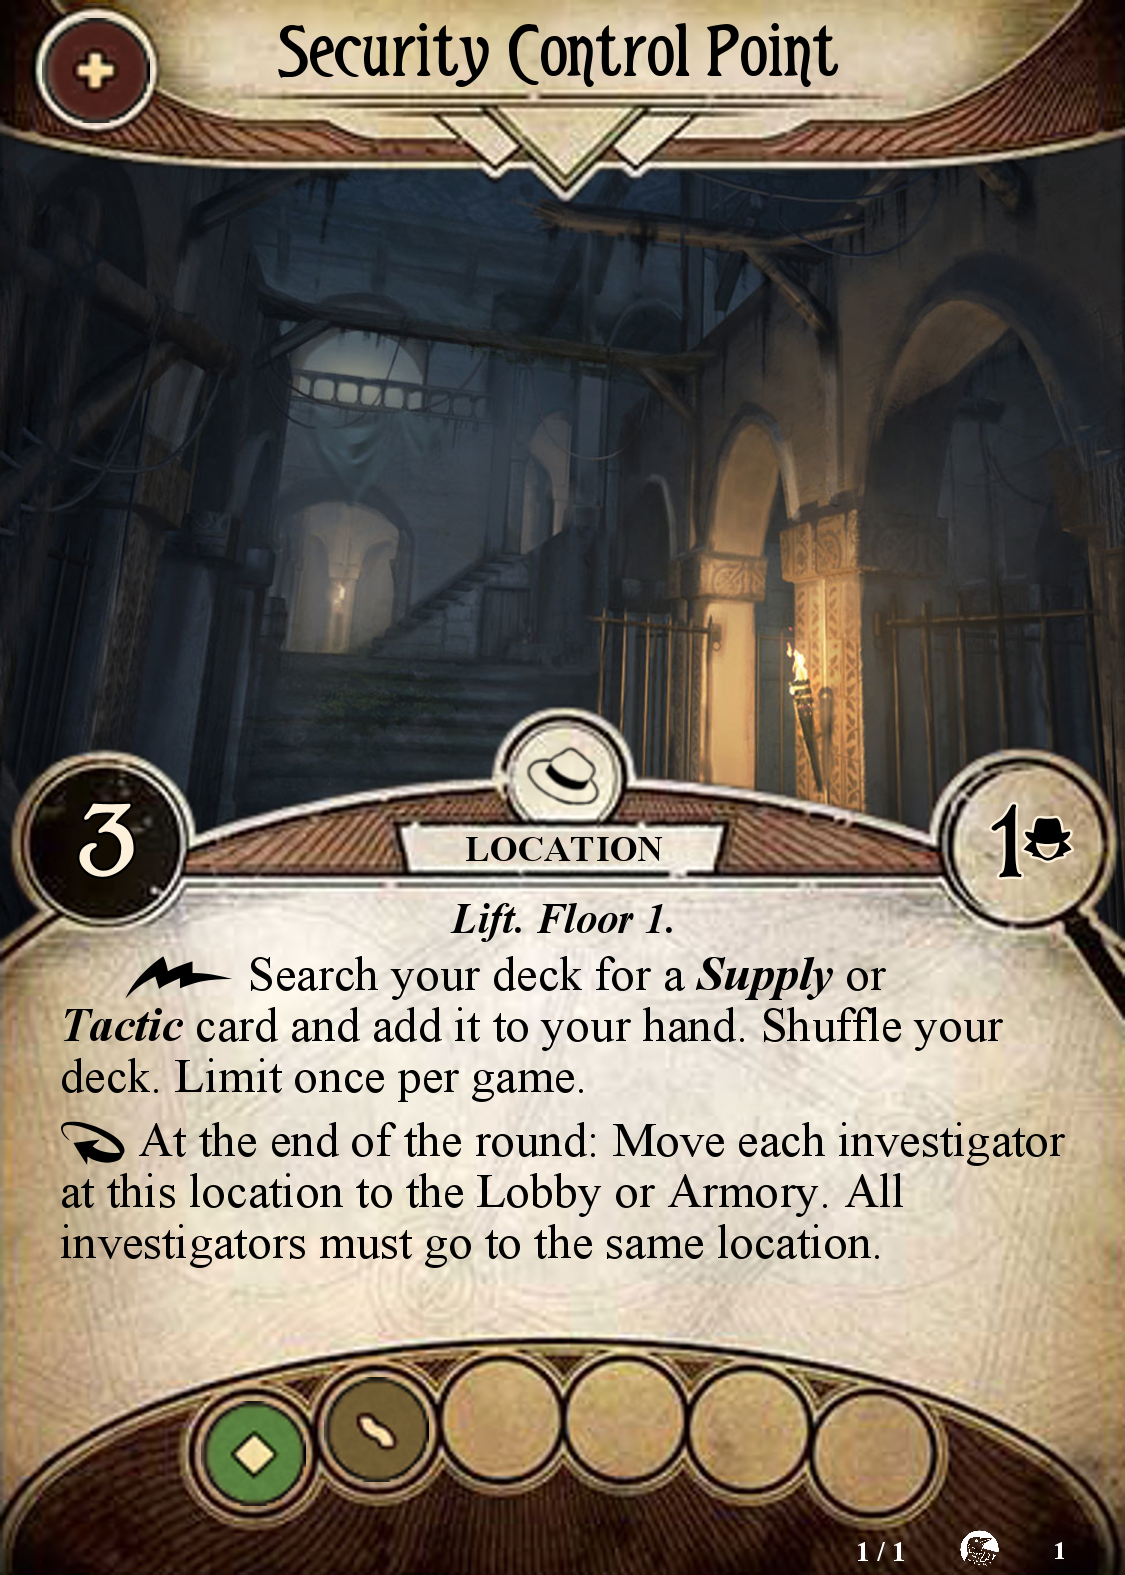 Security Control Point
3
LOCATION
1
Lift. Floor 1.
Search your deck for a Supply or
Tactic card and add it to your hand. Shuffle your
deck. Limit once per game.
At the end of the round: Move each investigator
at this location to the Lobby or Armory. All
investigators must go to the same location.
1 / 1
1